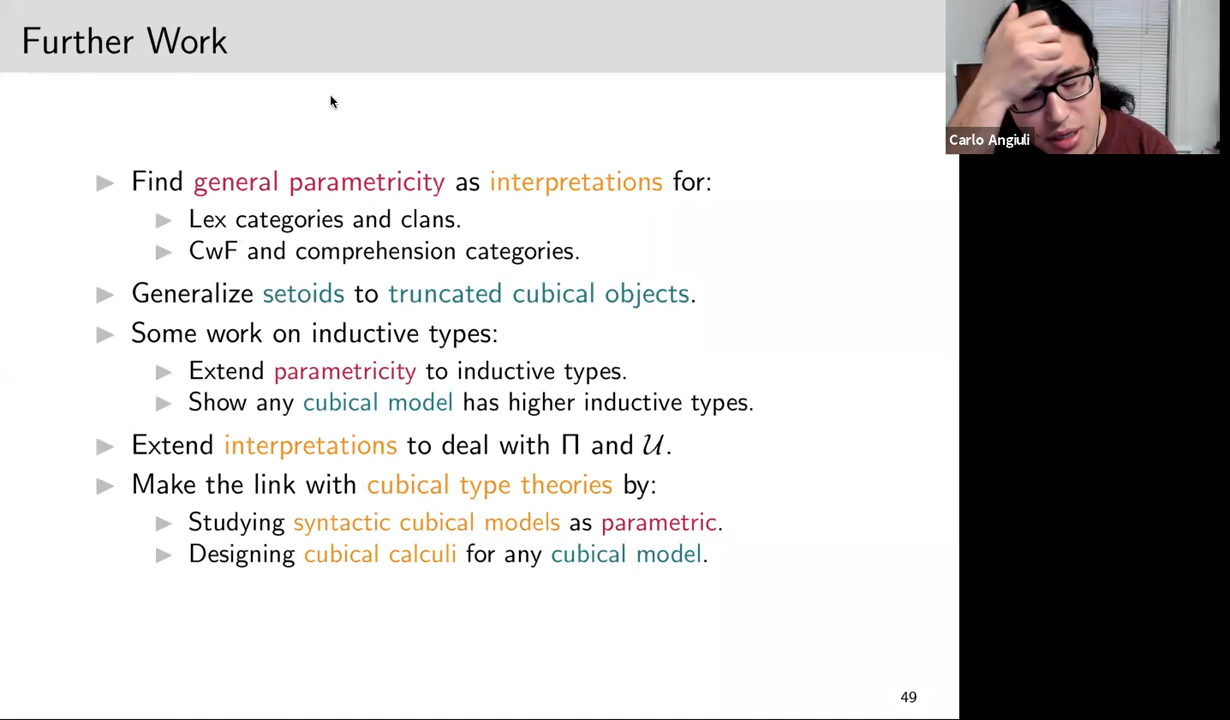 Further Work
Carlo Angiuli
▶ Find general parametricity as interpretations for:
▶ Lex categories and clans.
▶ CwF and comprehension categories.
▶ Generalize setoids to truncated cubical objects.
▶ Some work on inductive types:
▶ Extend parametricity to inductive types.
▶ Show any cubical model has higher inductive types.
▶ Extend interpretations to deal with Π and 𝒰.
▶ Make the link with cubical type theories by:
▶ Studying syntactic cubical models as parametric.
▶ Designing cubical calculi for any cubical model.
49